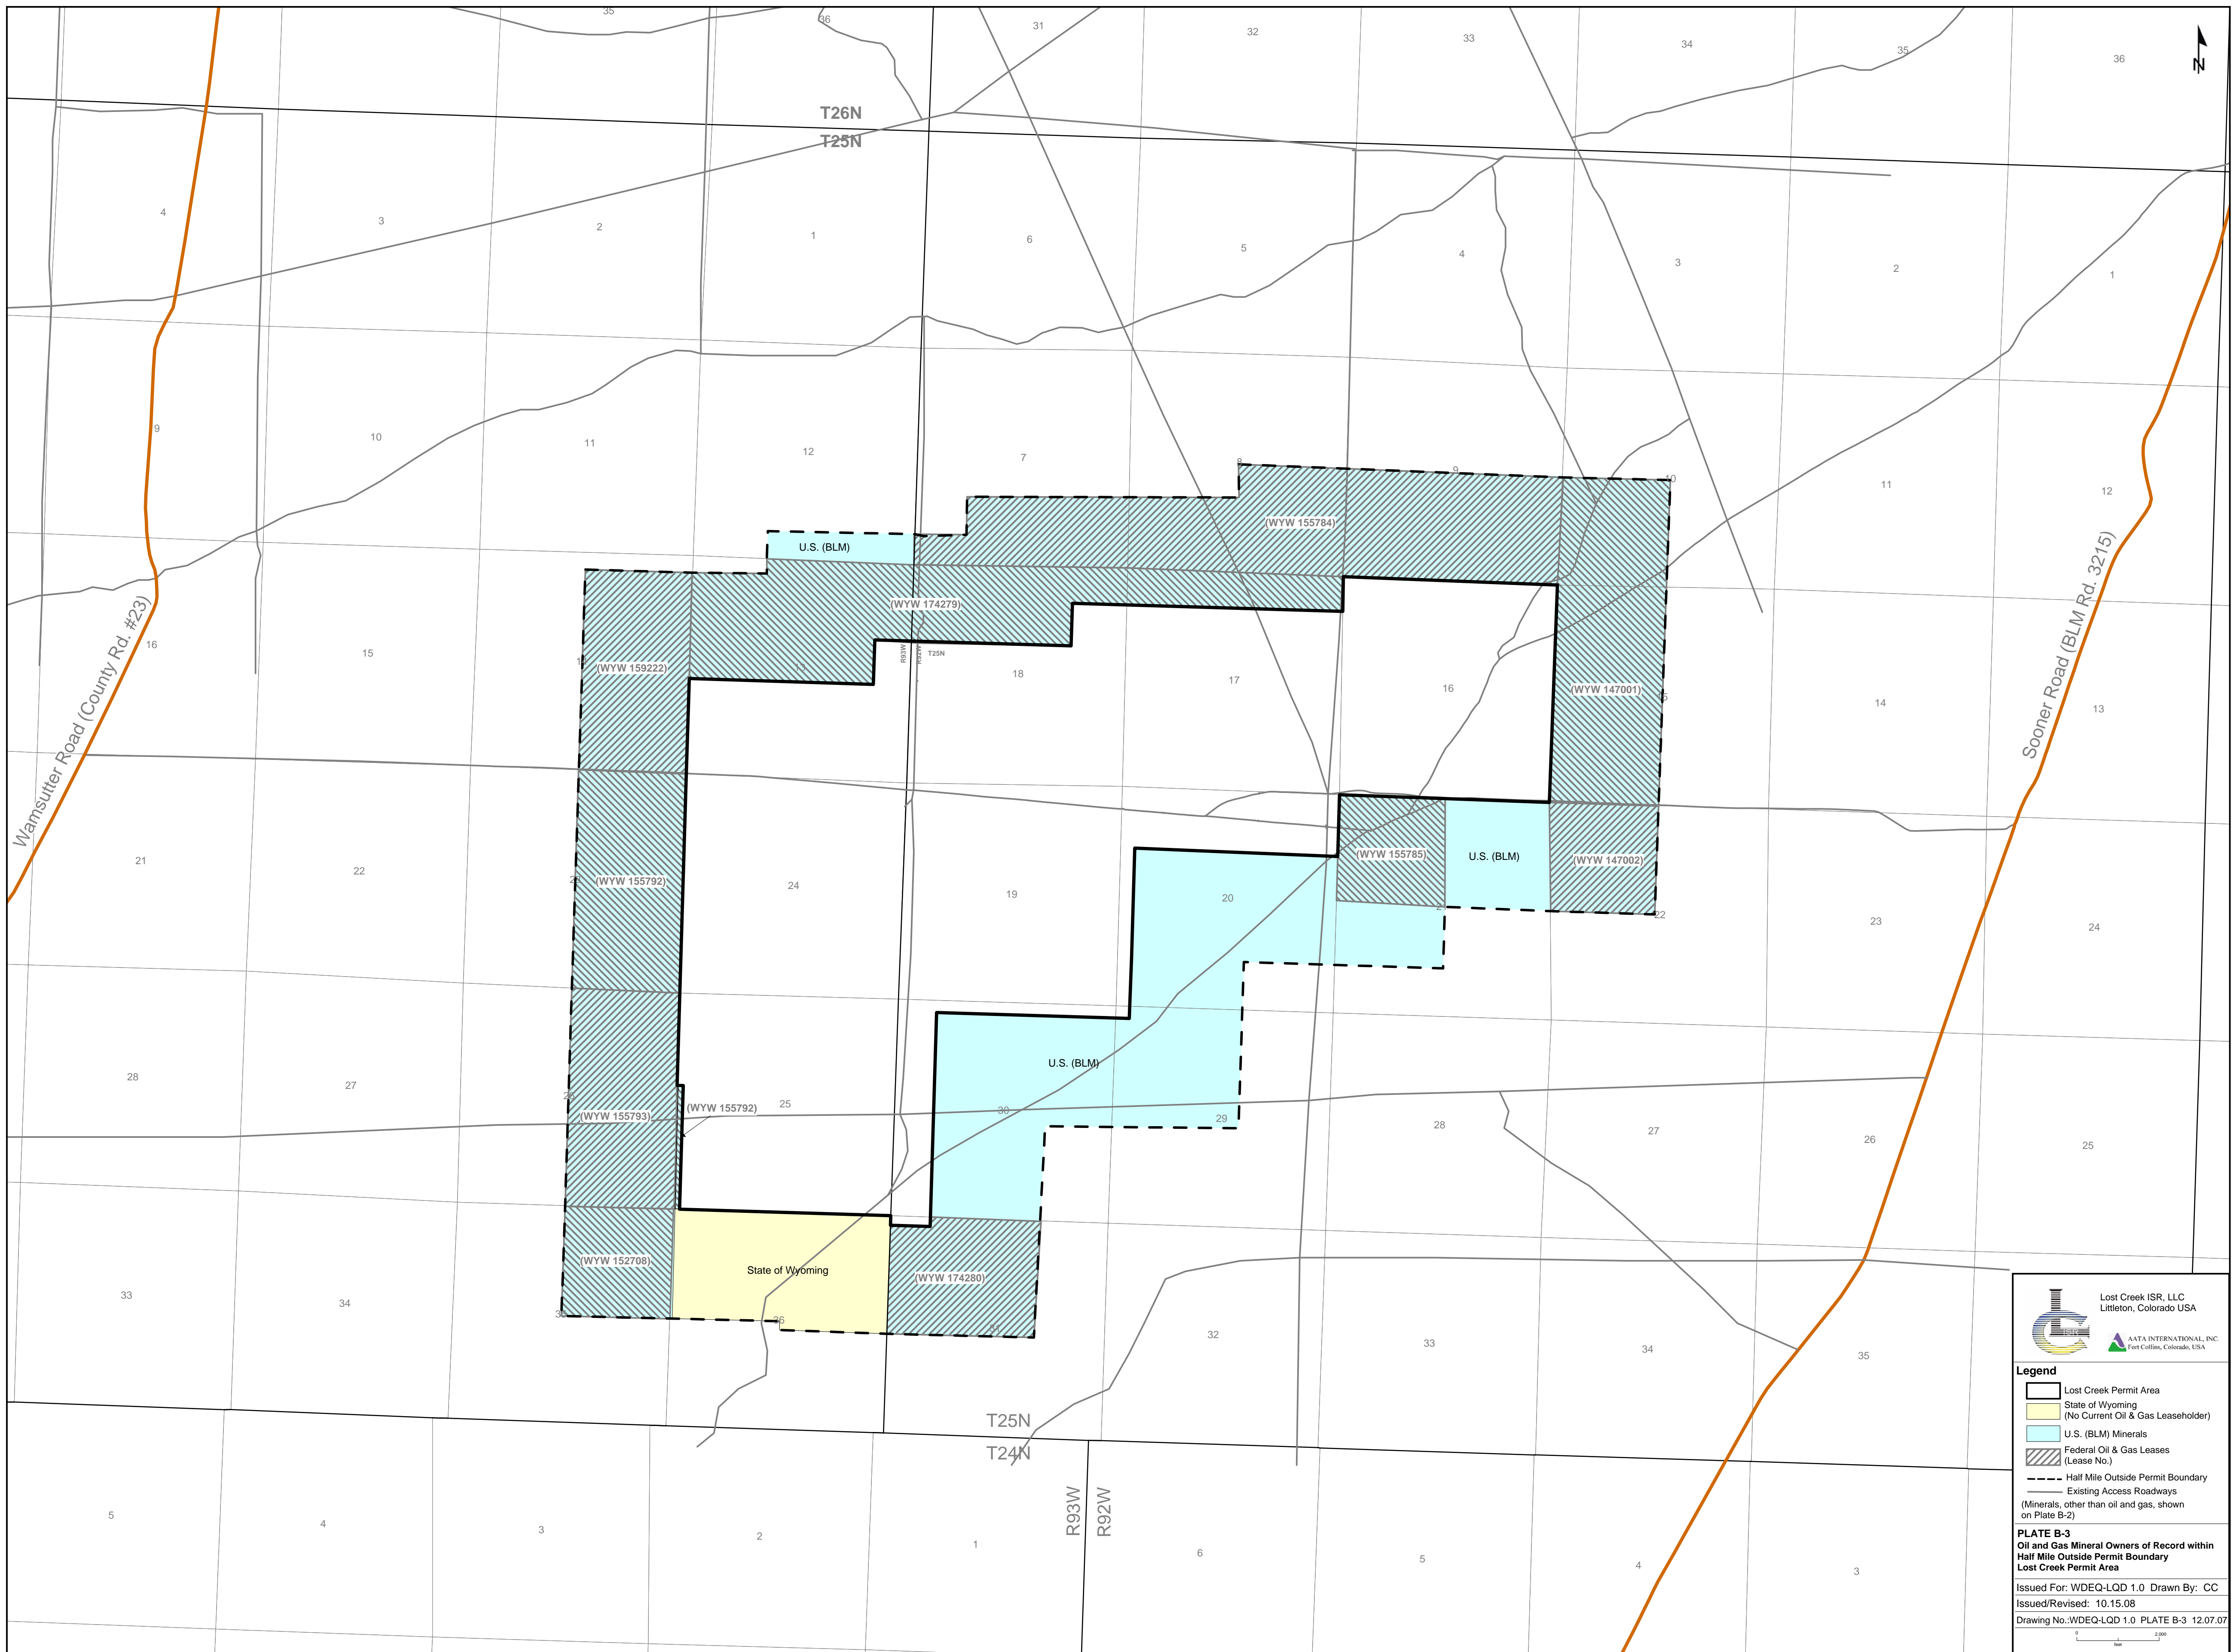 35
36
31
32
33
34
35
36
N
T26N
T25N
4
3
2
1
6
5
4
3
2
1
9
10
11
12
7
8
9
10
11
12
(WYW 155784)
U.S. (BLM)
(WYW 174279)
Wamsutter Road (County Rd. #23)
Sooner Road (BLM Rd. 3215)
16
15
(WYW 159222)
13
R93W
R92W
T25N
18
17
16
(WYW 147001)
14
13
21
22
(WYW 155792)
24
19
20
(WYW 155785)
U.S. (BLM)
(WYW 147002)
22
23
24
28
27
(WYW 155793)
(WYW 155792)
25
U.S. (BLM)
30
29
28
27
26
25
33
34
(WYW 152708)
State of Wyoming
(WYW 174280)
36
31
32
33
34
35
T25N
T24N
R93W
R92W
5
4
3
2
1
6
5
4
3
Lost Creek ISR, LLC
Littleton, Colorado USA
ISR
AATA INTERNATIONAL, INC.
Fort Collins, Colorado, USA
Legend
Lost Creek Permit Area
State of Wyoming
(No Current Oil & Gas Leaseholder)
U.S. (BLM) Minerals
Federal Oil & Gas Leases
(Lease No.)
Half Mile Outside Permit Boundary
Existing Access Roadways
(Minerals, other than oil and gas, shown
on Plate B-2)
PLATE B-3
Oil and Gas Mineral Owners of Record within
Half Mile Outside Permit Boundary
Lost Creek Permit Area
Issued For: WDEQ-LQD 1.0 Drawn By: CC
Issued/Revised: 10.15.08
Drawing No.:WDEQ-LQD 1.0 PLATE B-3 12.07.07
0 2,000
feet